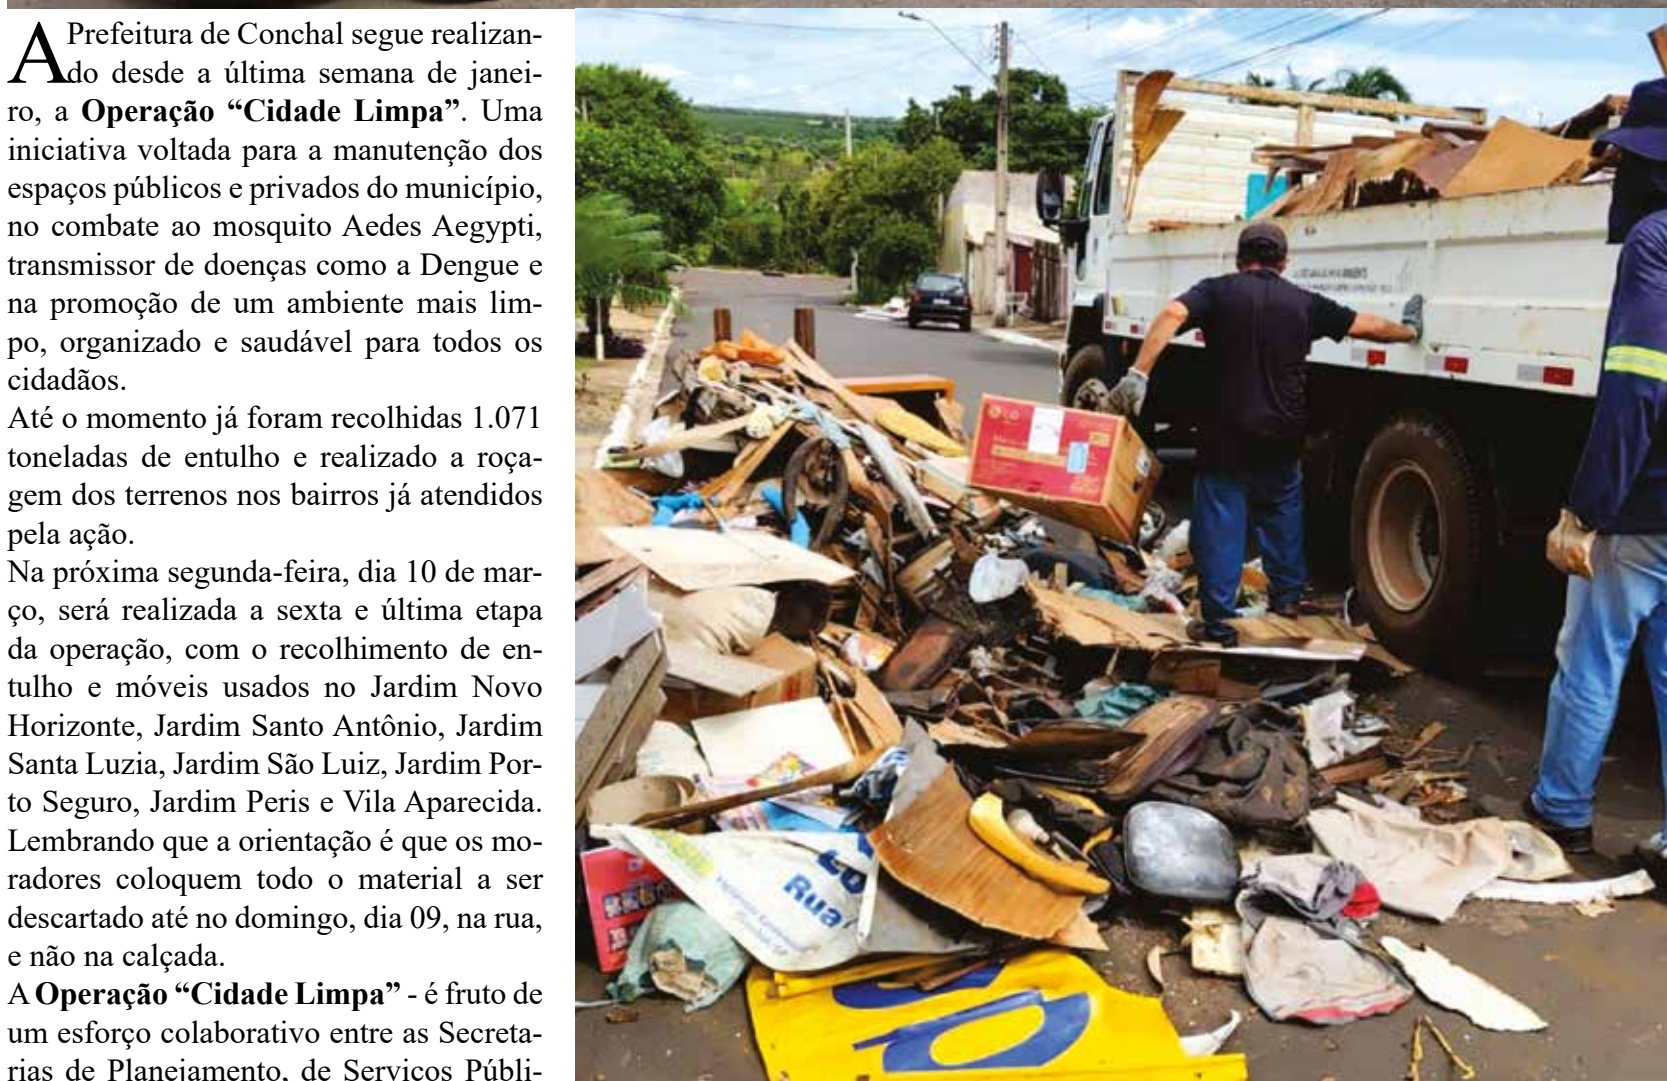 A Prefeitura de Conchal segue realizan-
do desde a última semana de janei-
ro, a Operação “Cidade Limpa”. Uma
iniciativa voltada para a manutenção dos
espaços públicos e privados do município,
no combate ao mosquito Aedes Aegypti,
transmissor de doenças como a Dengue e
na promoção de um ambiente mais lim-
po, organizado e saudável para todos os
cidadãos.
Até o momento já foram recolhidas 1.071
toneladas de entulho e realizado a roça-
gem dos terrenos nos bairros já atendidos
pela ação.
Na próxima segunda-feira, dia 10 de mar-
ço, será realizada a sexta e última etapa
da operação, com o recolhimento de en-
tulho e móveis usados no Jardim Novo
Horizonte, Jardim Santo Antônio, Jardim
Santa Luzia, Jardim São Luiz, Jardim Por-
to Seguro, Jardim Peris e Vila Aparecida.
Lembrando que a orientação é que os mo-
radores coloquem todo o material a ser
descartado até no domingo, dia 09, na rua,
e não na calçada.
A Operação “Cidade Limpa” - é fruto de
um esforço colaborativo entre as Secreta-
rias de Planejamento, de Serviços Públi-
Rua